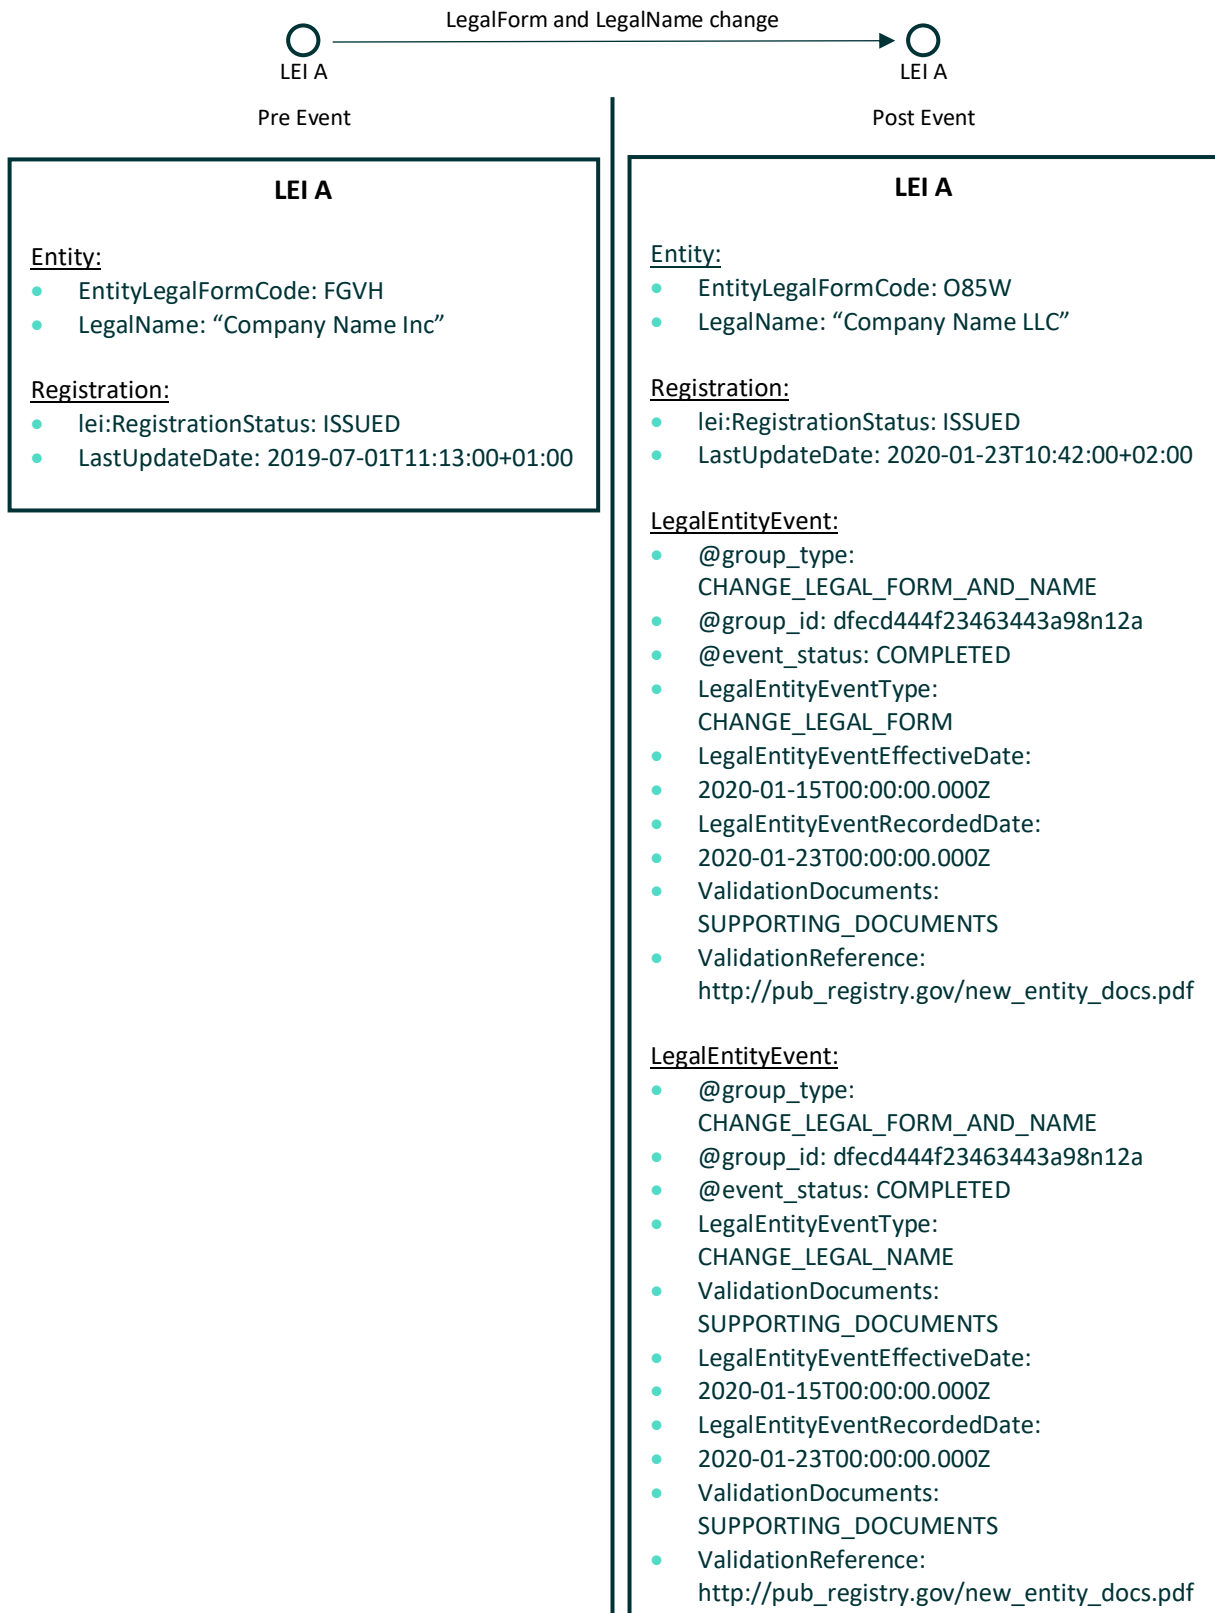 LegalForm and LegalName change
LEI A
LEI A
Pre Event
Post Event
LEI A
Entity:
• EntityLegalFormCode: FGVH
• LegalName: “Company Name Inc”
Registration:
• lei:RegistrationStatus: ISSUED
• LastUpdateDate: 2019-07-01T11:13:00+01:00
LEI A
Entity:
• EntityLegalFormCode: O85W
• LegalName: “Company Name LLC”
Registration:
• lei:RegistrationStatus: ISSUED
• LastUpdateDate: 2020-01-23T10:42:00+02:00
LegalEntityEvent:
• @group_type:
CHANGE_LEGAL_FORM_AND_NAME
• @group_id: dfecd444f23463443a98n12a
• @event_status: COMPLETED
• LegalEntityEventType:
CHANGE_LEGAL_FORM
• LegalEntityEventEffectiveDate:
• 2020-01-15T00:00:00.000Z
• LegalEntityEventRecordedDate:
• 2020-01-23T00:00:00.000Z
• ValidationDocuments:
SUPPORTING_DOCUMENTS
• ValidationReference:
http://pub_registry.gov/new_entity_docs.pdf
LegalEntityEvent:
• @group_type:
CHANGE_LEGAL_FORM_AND_NAME
• @group_id: dfecd444f23463443a98n12a
• @event_status: COMPLETED
• LegalEntityEventType:
CHANGE_LEGAL_NAME
• ValidationDocuments:
SUPPORTING_DOCUMENTS
• LegalEntityEventEffectiveDate:
• 2020-01-15T00:00:00.000Z
• LegalEntityEventRecordedDate:
• 2020-01-23T00:00:00.000Z
• ValidationDocuments:
SUPPORTING_DOCUMENTS
• ValidationReference:
http://pub_registry.gov/new_entity_docs.pdf